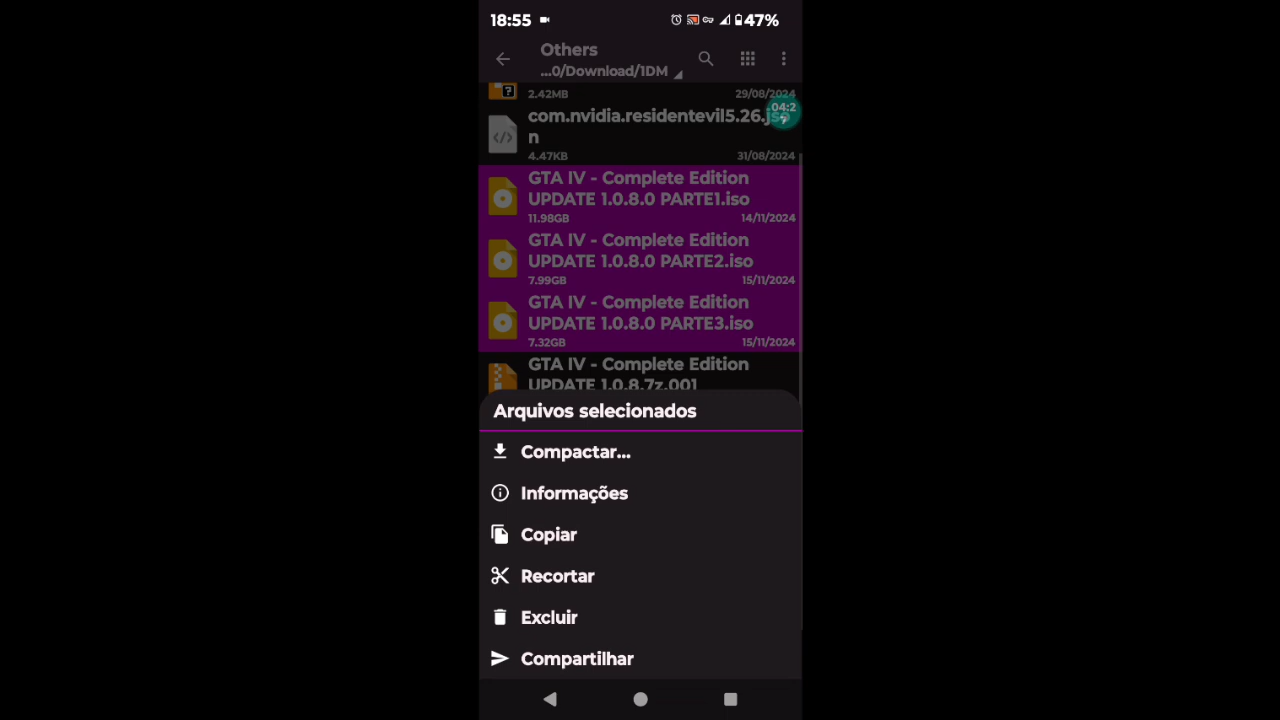 18:55
47%
Others
...0/Download/1DM
2.42MB
29/08/2024
04:2
com.nvidia.residentevil5.26.js
n
4.47KB
31/08/2024
GTA IV - Complete Edition
UPDATE 1.0.8.0 PARTE1.iso
11.98GB
14/11/2024
GTA IV - Complete Edition
UPDATE 1.0.8.0 PARTE2.iso
7.99GB
15/11/2024
GTA IV - Complete Edition
UPDATE 1.0.8.0 PARTE3.iso
7.32GB
15/11/2024
GTA IV - Complete Edition
UPDATE 1.0.8.7z.001
Arquivos selecionados
Compactar...
Informações
Copiar
Recortar
Excluir
Compartilhar